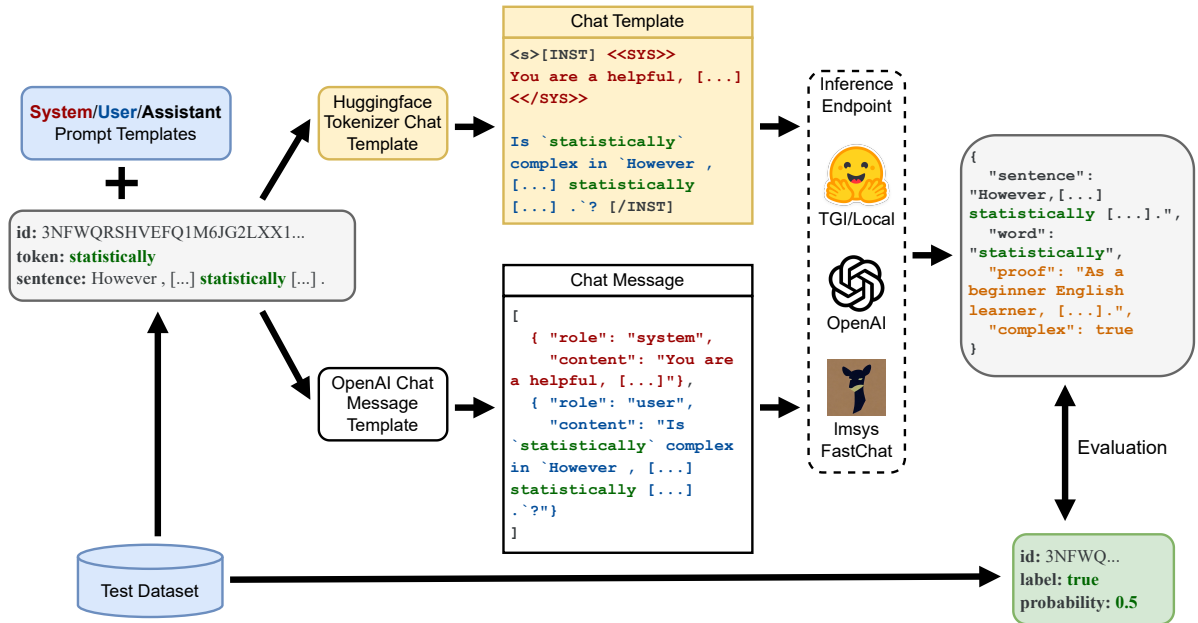 System/User/Assistant
Prompt Templates
+
id: 3NFWQRSHVEFQ1M6JG2LXX1...
token: statistically
sentence: However , [...] statistically [...] .
Test Dataset
Huggingface
Tokenizer Chat
Template
OpenAI Chat
Message
Template
Chat Template
<s>[INST] <<SYS>>
You are a helpful, [...]
<</SYS>>
Is `statistically`
complex in `However ,
[...] statistically
[...] .`? [/INST]
Chat Message
[
{ "role": "system",
"content": "You are
a helpful, [...]"},
{ "role": "user",
"content": "Is
`statistically` complex
in `However , [...]
statistically [...]
.`?"}
]
Inference
Endpoint
TGI/Local
OpenAI
lmsys
FastChat
{
"sentence":
"However,[...]
statistically [...].",
"word":
"statistically",
"proof": "As a
beginner English
learner, [...].",
"complex": true
}
Evaluation
id: 3NFWQ...
label: true
probability: 0.5